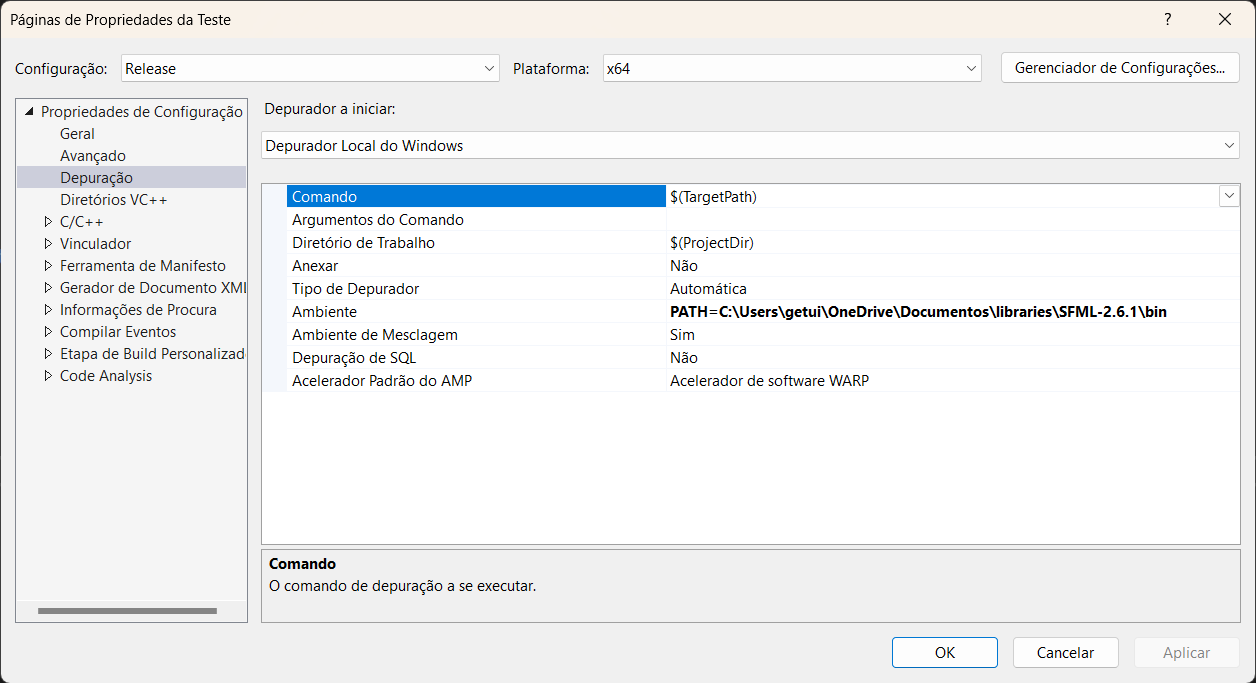 Páginas de Propriedades da Teste
?
Configuração: Release Plataforma: x64 Gerenciador de Configurações...
Propriedades de Configuração
Geral
Avançado
Depuração
Diretórios VC++
C/C++
Vinculador
Ferramenta de Manifesto
Gerador de Documento XMl
Informações de Procura
Compilar Eventos
Etapa de Build Personalizad
Code Analysis
Depurador a iniciar:
Depurador Local do Windows
Comando $(TargetPath)
Argumentos do Comando
Diretório de Trabalho $(ProjectDir)
Anexar Não
Tipo de Depurador Automática
Ambiente PATH=C:\Users\getui\OneDrive\Documentos\libraries\SFML-2.6.1\bin
Ambiente de Mesclagem Sim
Depuração de SQL Não
Acelerador Padrão do AMP Acelerador de software WARP
Comando
O comando de depuração a se executar.
OK Cancelar Aplicar